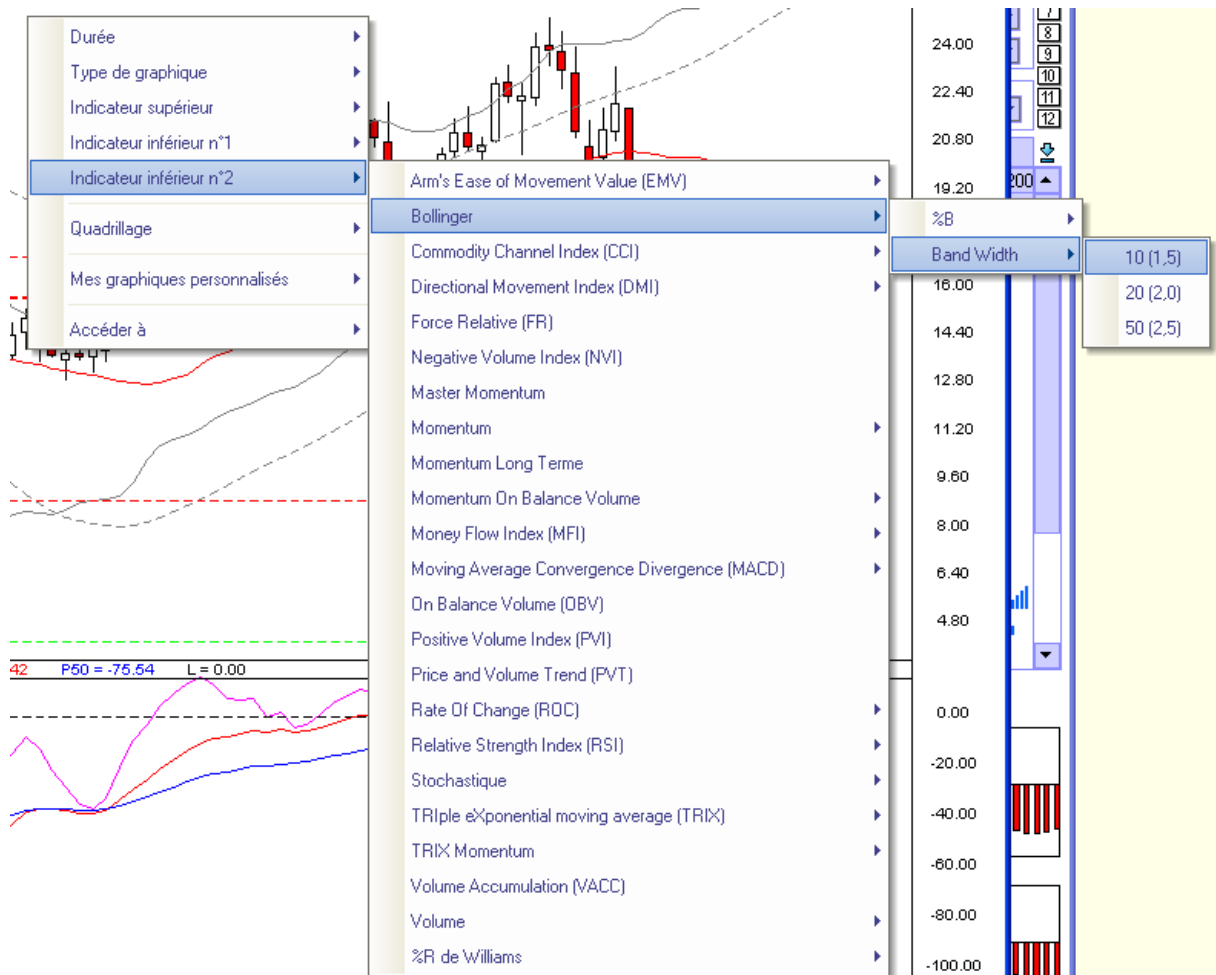 Durée
Type de graphique
Indicateur supérieur
Indicateur inférieur n°1
Indicateur inférieur n°2
Quadrillage
Mes graphiques personnalisés
Accéder à
Arm's Ease of Movement Value (EMV)
Bollinger
Commodity Channel Index (CCI)
Directional Movement Index (DMI)
Force Relative (FR)
Negative Volume Index (NVI)
Master Momentum
Momentum
Momentum Long Terme
Momentum On Balance Volume
Money Flow Index (MFI)
Moving Average Convergence Divergence (MACD)
On Balance Volume (OBV)
Positive Volume Index (PVI)
Price and Volume Trend (PVT)
Rate Of Change (ROC)
Relative Strength Index (RSI)
Stochastique
TRIple eXponential moving average (TRIX)
TRIX Momentum
Volume Accumulation (VACC)
Volume
%R de Williams
%B
Band Width
10 (1,5)
20 (2,0)
50 (2,5)
42 P50 = -75.54 L = 0.00
24.00
22.40
20.80
19.20
16.00
14.40
12.80
11.20
9.60
8.00
6.40
4.80
0.00
-20.00
-40.00
-60.00
-80.00
-100.00
7
8
9
10
11
12
200